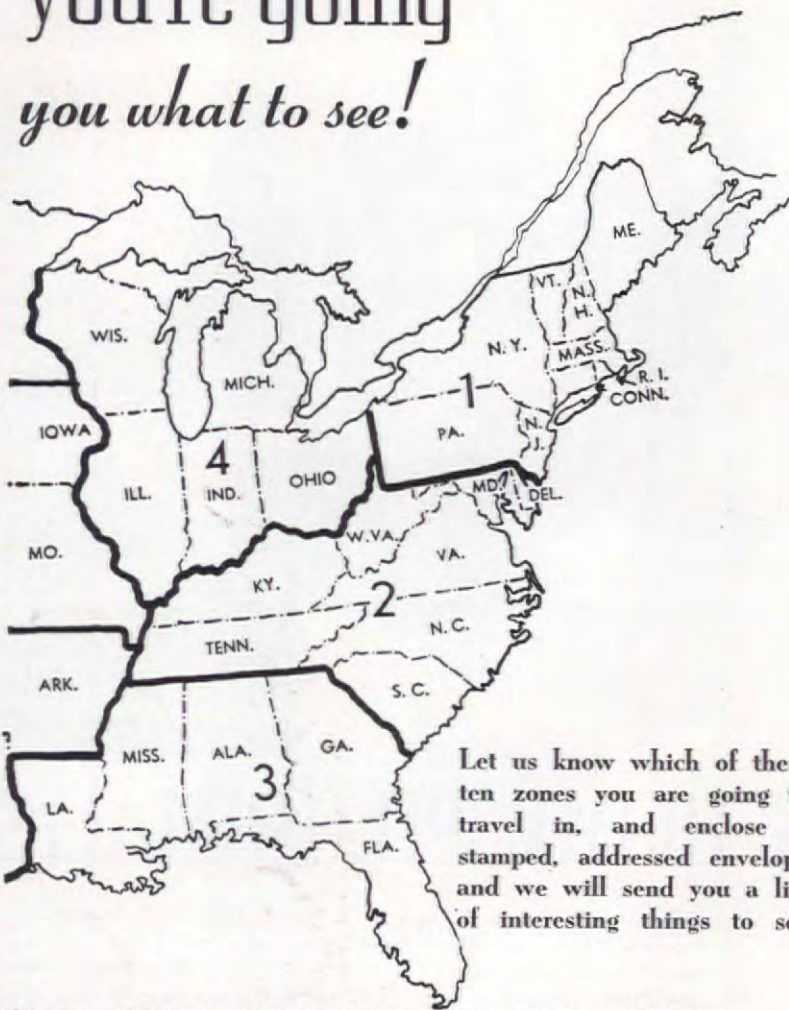 you're going
you what to see!
ME.
VT.
N.
H.
WIS.
N. Y.
MASS.
MICH.
R. I.
1
CONN.
IOWA
PA.
N.
J.
4
ILL.
IND.
OHIO
MD.
DEL.
W.VA.
MO.
VA.
KY.
2
N. C.
TENN.
ARK.
S. C.
MISS.
ALA.
GA.
3
LA.
FLA.
Let us know which of the
ten zones you are going
travel in, and enclose
stamped, addressed envelop
and we will send you a li
of interesting things to se